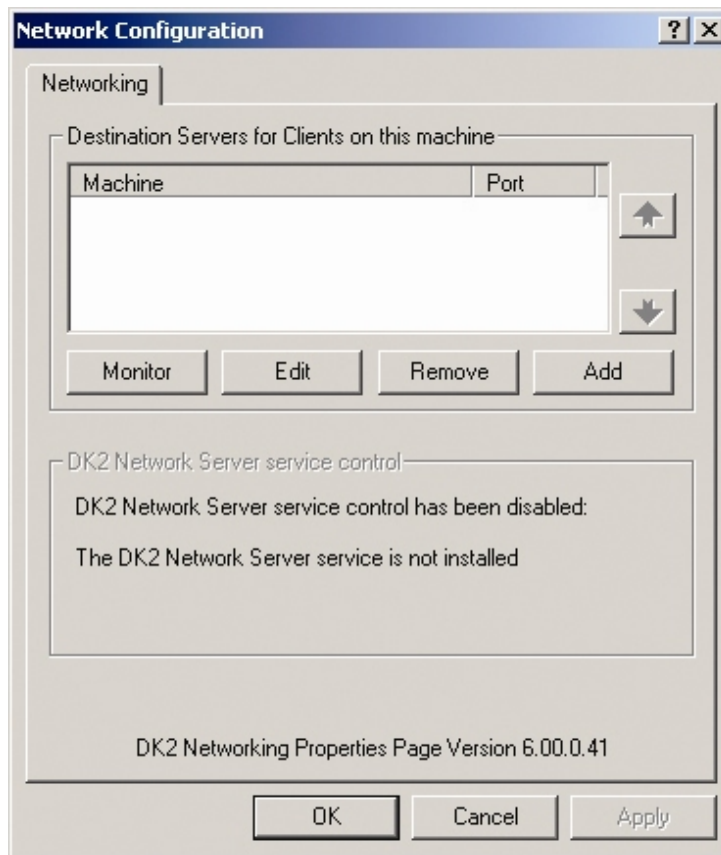 Network Configuration
Networking
Destination Servers for Clients on this machine
Machine Port
Monitor Edit Remove Add
DK2 Network Server service control
DK2 Network Server service control has been disabled:
The DK2 Network Server service is not installed
DK2 Networking Properties Page Version 6.00.0.41
OK Cancel Apply